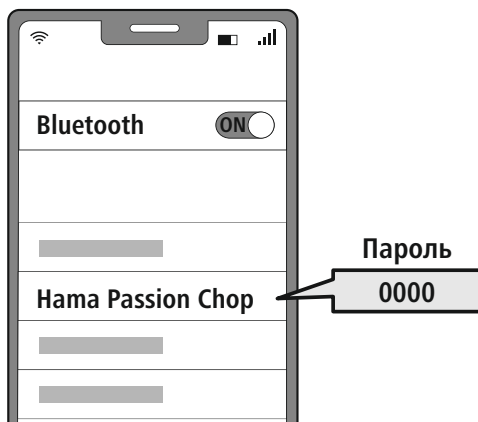 Bluetooth
ON
Пароль
Hama Passion Chop
0000